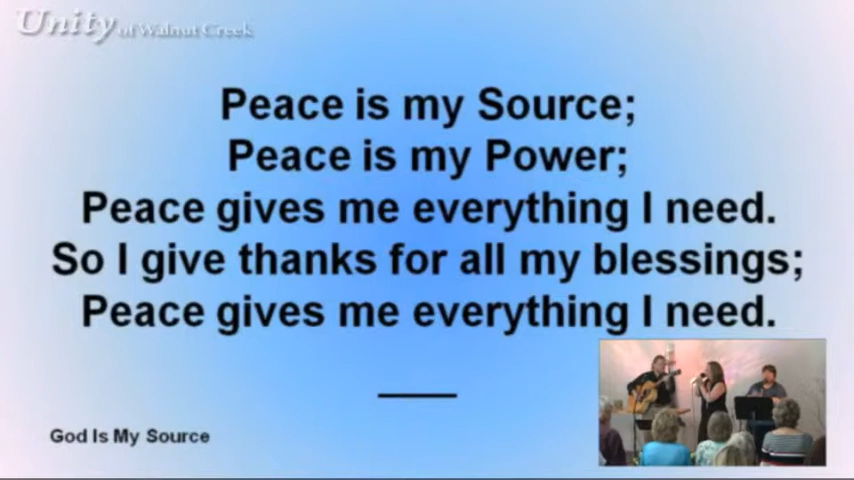 Unity of Walnut Creek
Peace is my Source;
Peace is my Power;
Peace gives me everything I need.
So I give thanks for all my blessings;
Peace gives me everything I need.
God Is My Source